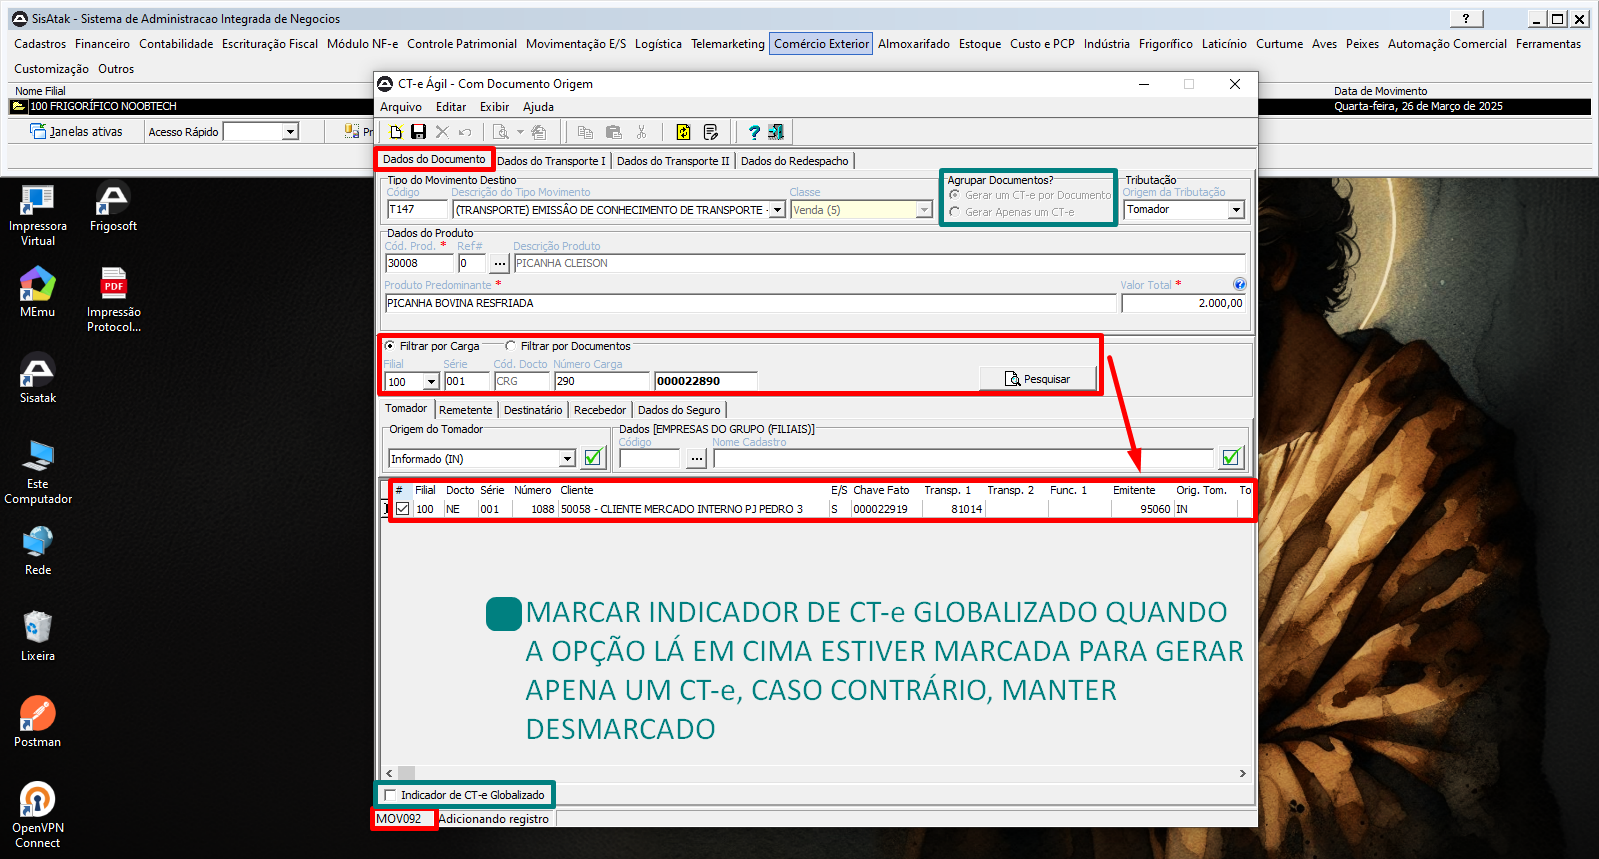 SisAtak - Sistema de Administracao Integrada de Negocios
?
Cadastros Financeiro Contabilidade Escrituração Fiscal Módulo NF-e Controle Patrimonial Movimentação E/S Logística Telemarketing Comércio Exterior Almoxarifado Estoque Custo e PCP Indústria Frigorífico Laticínio Curtume Aves Peixes Automação Comercial Ferramentas
Customização Outros
Nome Filial
Data de Movimento
100 FRIGORÍFICO NOOBTECH
Quarta-feira, 26 de Março de 2025
Janelas ativas
Acesso Rápido
Pr
CT-e Ágil - Com Documento Origem
Arquivo Editar Exibir Ajuda
?
Dados do Documento Dados do Transporte I Dados do Transporte II Dados do Redespacho
Tipo do Movimento Destino
Agrupar Documentos?
Tributação
Código Descrição do Tipo Movimento Classe
Gerar um CT-e por Documento
Origem da Tributação
T147 (TRANSPORTE) EMISSÃO DE CONHECIMENTO DE TRANSPORTE - Venda (5)
Gerar Apenas um CT-e
Tomador
Dados do Produto
Cód. Prod. * Ref# Descrição Produto
30008 0 ... PICANHA CLEISON
Produto Predominante * Valor Total * ?
PICANHA BOVINA RESFRIADA 2.000,00
Filtrar por Carga Filtrar por Documentos
Filial Série Cód. Docto Número Carga
100 001 CRG 290 000022890 Pesquisar
Tomador Remetente Destinatário Recebedor Dados do Seguro
Origem do Tomador Dados [EMPRESAS DO GRUPO (FILIAIS)]
Código Nome Cadastro
Informado (IN) ...
# Filial Docto Série Número Cliente E/S Chave Fato Transp. 1 Transp. 2 Func. 1 Emitente Orig. Tom. To
100 NE 001 1088 50058 - CLIENTE MERCADO INTERNO PJ PEDRO 3 S 000022919 81014 95060 IN
MARCAR INDICADOR DE CT-e GLOBALIZADO QUANDO
A OPÇÃO LÁ EM CIMA ESTIVER MARCADA PARA GERAR
APENA UM CT-e, CASO CONTRÁRIO, MANTER
DESMARCADO
Indicador de CT-e Globalizado
MOV092 Adicionando registro
Impressora
Virtual
Frigosoft
MEmu
PDF
Impressão
Protocol...
Sisatak
Este
Computador
Rede
Lixeira
Postman
OpenVPN
Connect